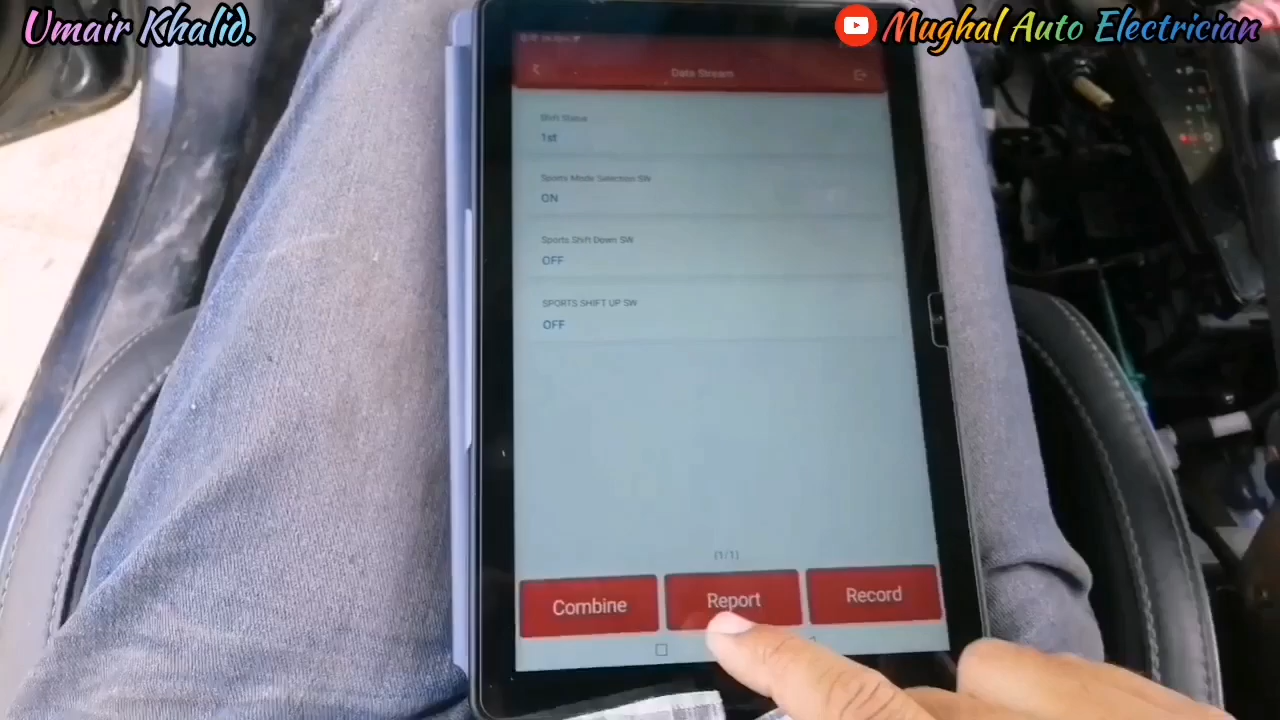 Umair Khalid.
Mughal Auto Electrician
Data Stream
Shift Status
1st
Sports Mode Selection SW
ON
Sports Shift Down SW
OFF
SPORTS SHIFT UP SW
OFF
(1/1)
Combine
Report
Record